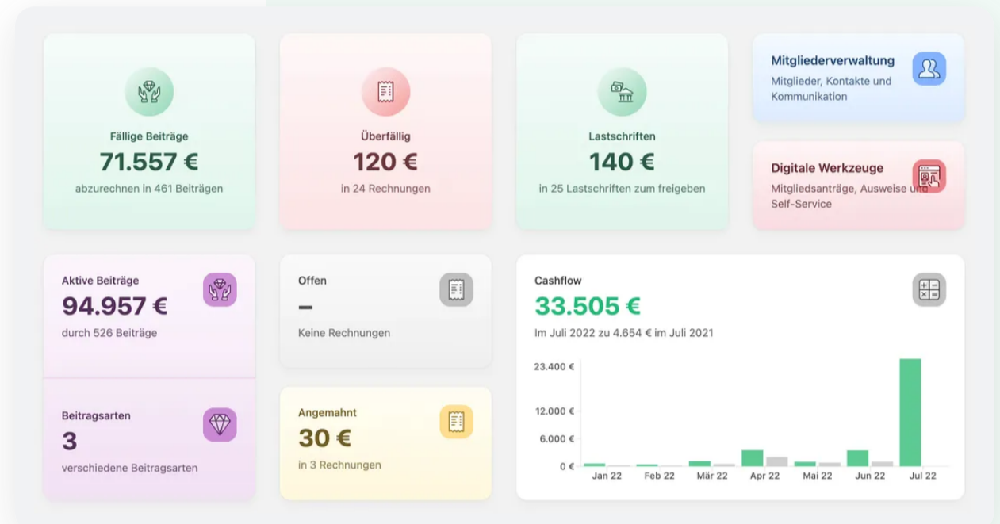 Fällige Beiträge
71.557 €
abzurechnen in 461 Beiträgen
Überfällig
120 €
in 24 Rechnungen
Lastschriften
140 €
in 25 Lastschriften zum freigeben
Mitgliederverwaltung
Mitglieder, Kontakte und
Kommunikation
Digitale Werkzeuge
Mitgliedsanträge, Ausweise und
Self-Service
Aktive Beiträge
94.957 €
durch 526 Beiträge
Beitragsarten
3
verschiedene Beitragsarten
Offen
–
Keine Rechnungen
Angemahnt
30 €
in 3 Rechnungen
Cashflow
33.505 €
Im Juli 2022 zu 4.654 € im Juli 2021
23.400 €
12.000 €
6.000 €
0 €
Jan 22 Feb 22 Mär 22 Apr 22 Mai 22 Jun 22 Jul 22